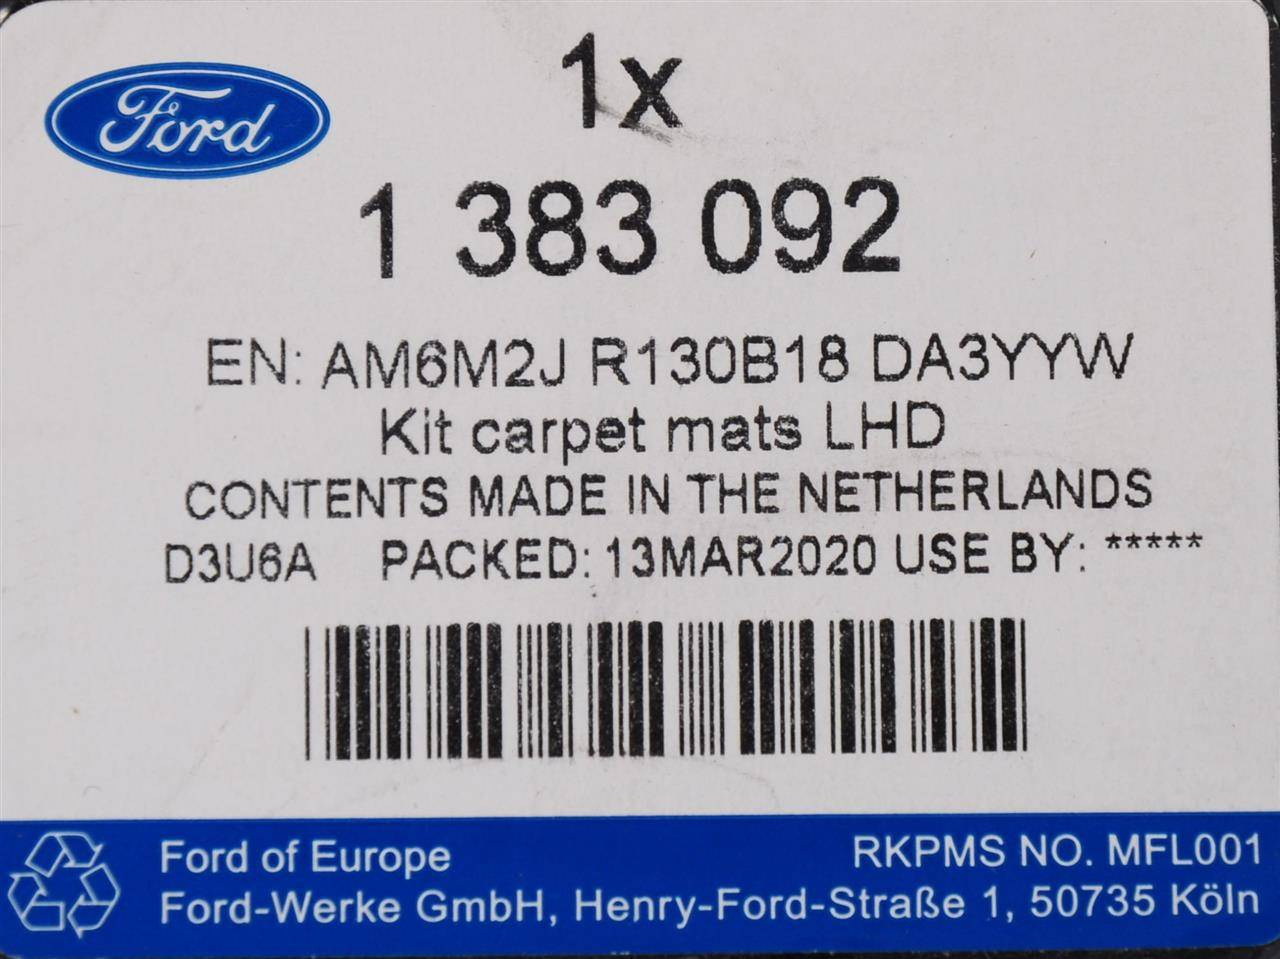 1x
Ford
1 383 092
EN: AM6M2J R130B18 DA3YYW
Kit carpet mats LHD
CONTENTS MADE IN THE NETHERLANDS
D3U6A PACKED: 13MAR2020 USE BY: *****
Ford of Europe
RKPMS NO. MFL001
Ford-Werke GmbH, Henry-Ford-Straße 1, 50735 Köln